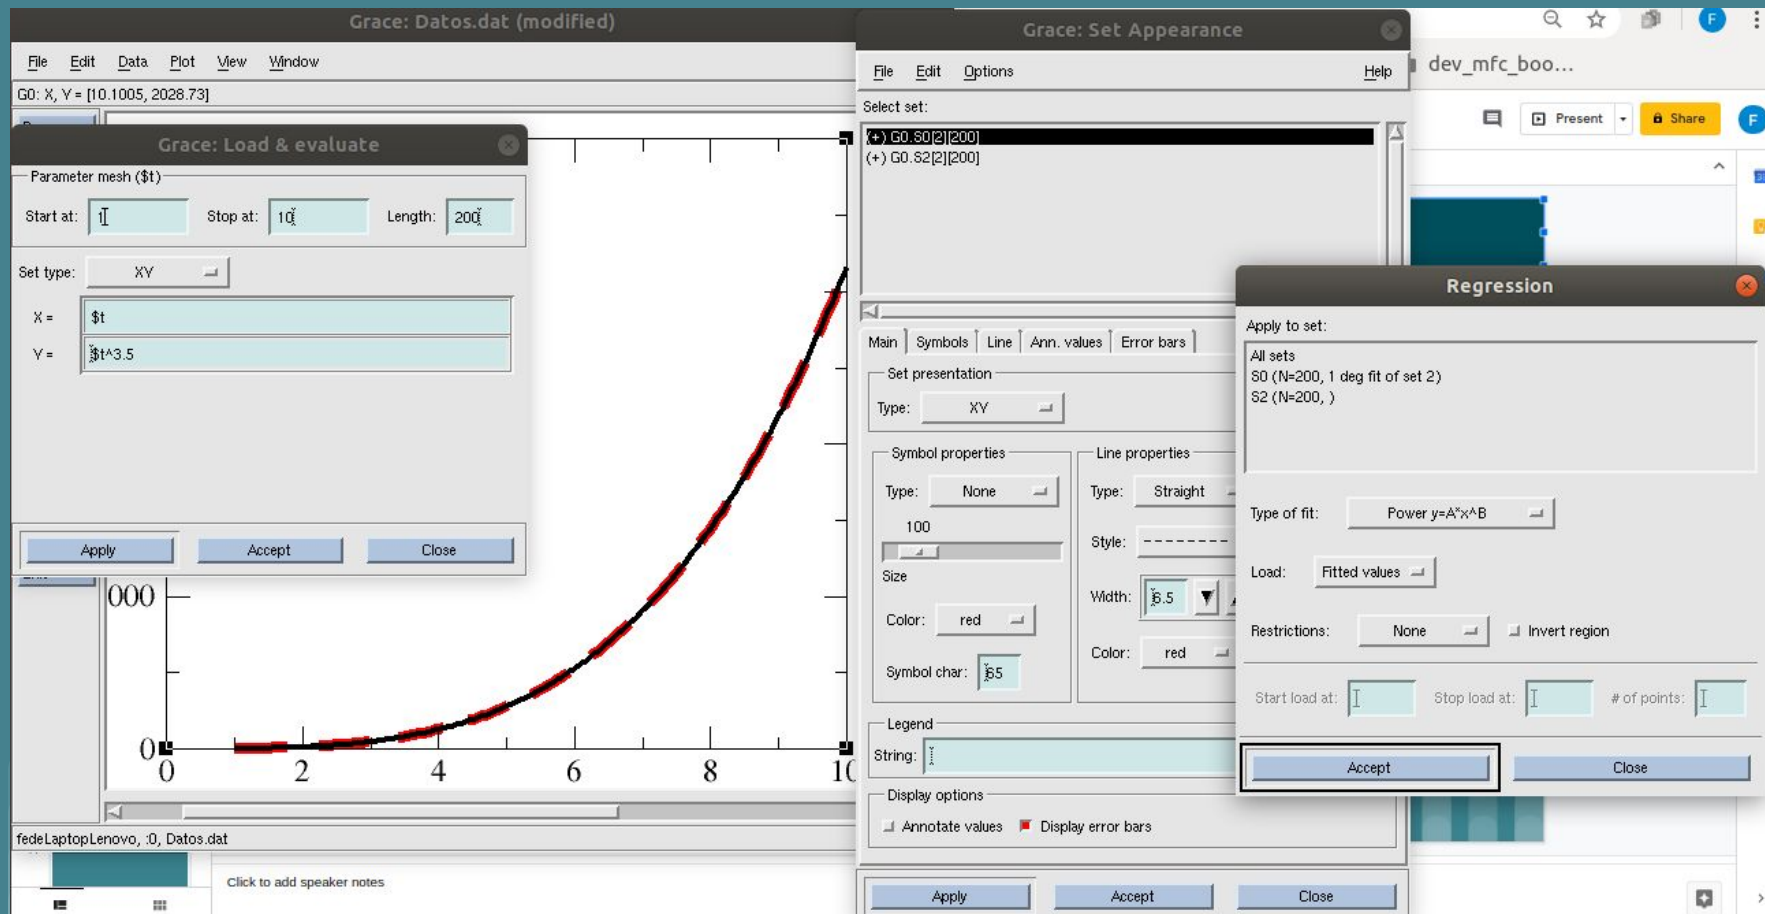 Grace: Datos.dat (modified)
File Edit Data Plot View Window
G0: X, Y = [10.1005, 2028.73]
Grace: Load & evaluate
Parameter mesh ($t)
Start at: 1 Stop at: 10 Length: 200
Set type: XY
X = $t
Y = $t^3.5
Apply Accept Close
000
0
0 2 4 6 8 10
fedeLaptopLenovo, :0, Datos.dat
Click to add speaker notes
Grace: Set Appearance
File Edit Options Help
Select set:
(+) G0.S0[2][200]
(+) G0.S2[2][200]
Main Symbols Line Ann. values Error bars
Set presentation
Type: XY
Symbol properties
Type: None
100
Size
Color: red
Symbol char: 65
Line properties
Type: Straight
Style:
Width: 6.5
Color: red
Legend
String:
Display options
Annotate values Display error bars
Apply Accept Close
F
dev_mfc_boo...
Present Share F
Regression
Apply to set:
All sets
S0 (N=200, 1 deg fit of set 2)
S2 (N=200, )
Type of fit: Power y=A*x^B
Load: Fitted values
Restrictions: None Invert region
Start load at: Stop load at: # of points:
Accept Close